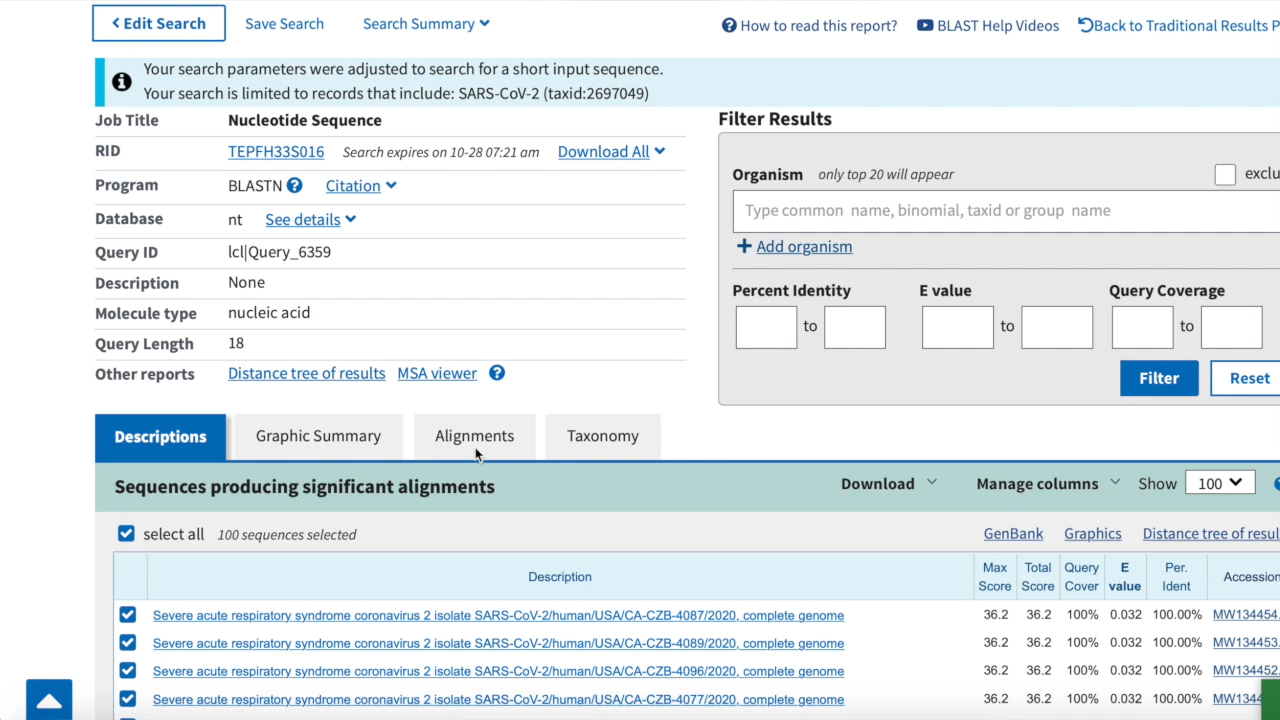 Edit Search Save Search Search Summary How to read this report? BLAST Help Videos Back to Traditional Results P
Your search parameters were adjusted to search for a short input sequence.
Your search is limited to records that include: SARS-CoV-2 (taxid:2697049)
Job Title Nucleotide Sequence
RID TEPFH33S016 Search expires on 10-28 07:21 am Download All
Program BLASTN Citation
Database nt See details
Query ID lcl|Query_6359
Description None
Molecule type nucleic acid
Query Length 18
Other reports Distance tree of results MSA viewer
Filter Results
Organism only top 20 will appear exclu
Type common name, binomial, taxid or group name
Add organism
Percent Identity E value Query Coverage
to to to
Filter Reset
Descriptions Graphic Summary Alignments Taxonomy
Sequences producing significant alignments Download Manage columns Show 100
select all 100 sequences selected GenBank Graphics Distance tree of resul
Description Max Score Total Score Query Cover E value Per. Ident Accession
Severe acute respiratory syndrome coronavirus 2 isolate SARS-CoV-2/human/USA/CA-CZB-4087/2020, complete genome 36.2 36.2 100% 0.032 100.00% MW134454.
Severe acute respiratory syndrome coronavirus 2 isolate SARS-CoV-2/human/USA/CA-CZB-4089/2020, complete genome 36.2 36.2 100% 0.032 100.00% MW134453.
Severe acute respiratory syndrome coronavirus 2 isolate SARS-CoV-2/human/USA/CA-CZB-4096/2020, complete genome 36.2 36.2 100% 0.032 100.00% MW134452.
Severe acute respiratory syndrome coronavirus 2 isolate SARS-CoV-2/human/USA/CA-CZB-4077/2020, complete genome 36.2 36.2 100% 0.032 100.00% MW1344